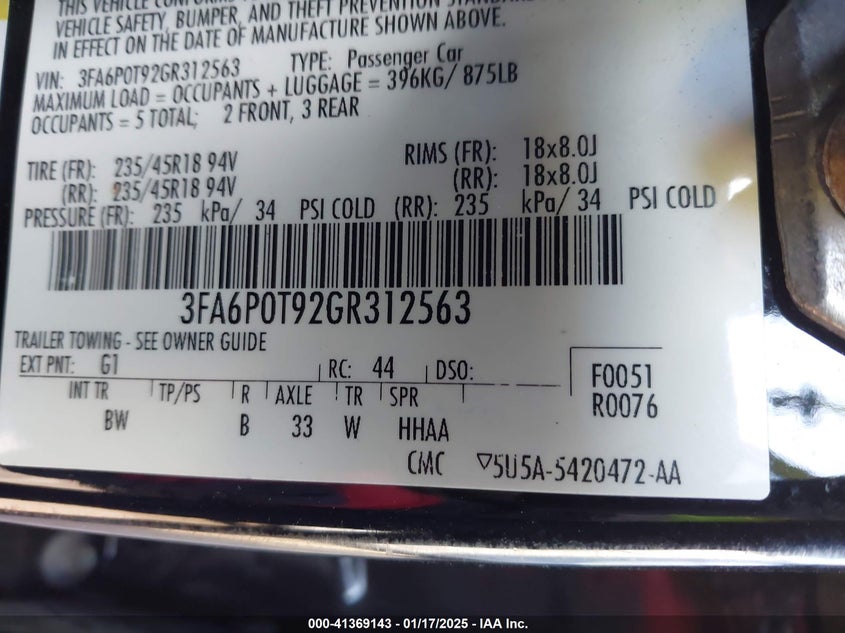 THIS VEHICLE CONFORMS
VEHICLE SAFETY, BUMPER, AND THEFT PREVENTION
IN EFFECT ON THE DATE OF MANUFACTURE SHOWN ABOVE.
VIN: 3FA6P0T92GR312563 TYPE: Passenger Car
MAXIMUM LOAD = OCCUPANTS + LUGGAGE = 396KG/ 875LB
OCCUPANTS = 5 TOTAL; 2 FRONT, 3 REAR
TIRE (FR): 235/45R18 94V RIMS (FR): 18x8.0J
(RR): 235/45R18 94V (RR): 18x8.0J
PRESSURE (FR): 235 kPa/ 34 PSI COLD (RR): 235 kPa/ 34 PSI COLD
3FA6P0T92GR312563
TRAILER TOWING - SEE OWNER GUIDE
EXT PNT: G1 RC: 44 DSO: F0051
INT TR TP/PS R AXLE TR SPR R0076
BW B 33 W HHAA
CMC ▽5U5A-5420472-AA
000-41369143 - 01/17/2025 - IAA Inc.